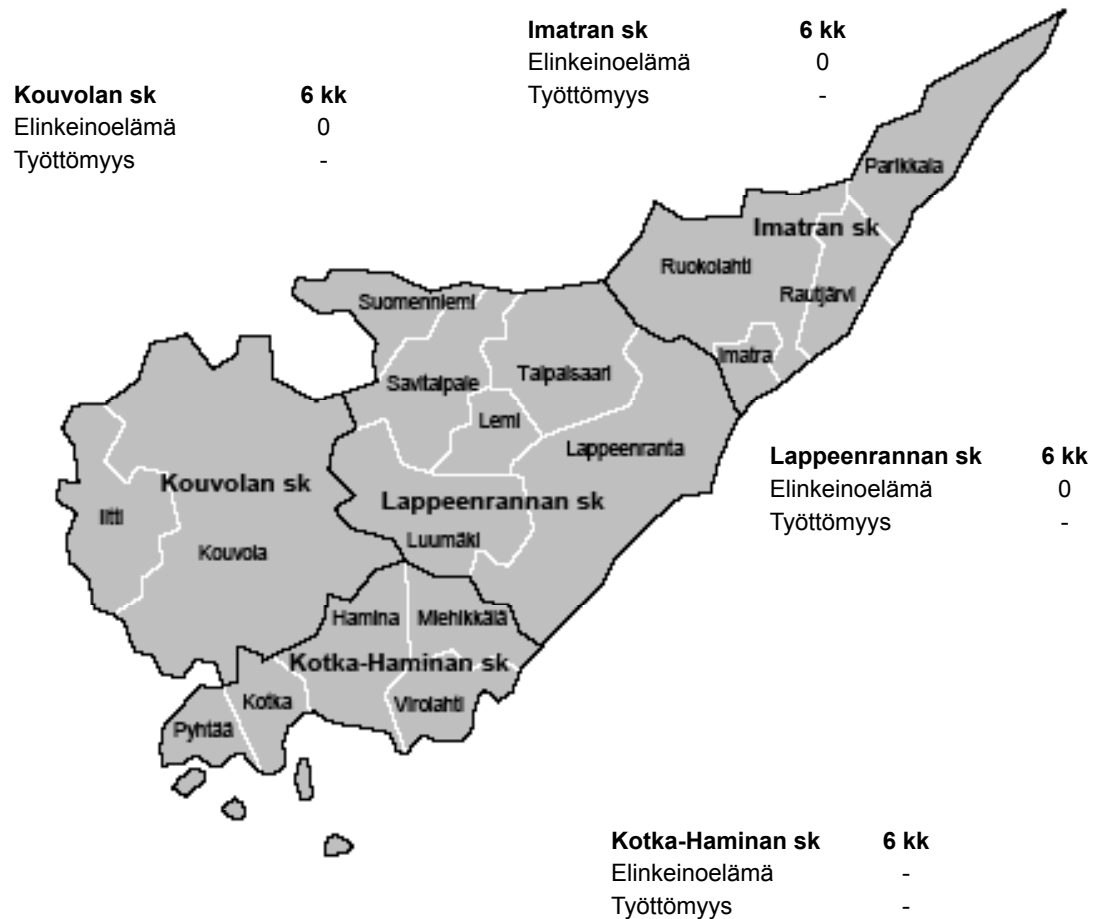 Imatran sk 6 kk
Elinkeinoelämä 0
Työttömyys -
Kouvolan sk 6 kk
Elinkeinoelämä 0
Työttömyys -
Parikkala
Imatran sk
Ruokolahti
Rautjärvi
Suomenniemi
Imatra
Taipalsaari
Savitaipale
Lemi
Lappeenranta
Lappeenrannan sk 6 kk
Elinkeinoelämä 0
Työttömyys -
Kouvolan sk
Lappeenrannan sk
Iitti
Luumäki
Kouvola
Hamina
Miehikkälä
Kotka-Haminan sk
Kotka
Virolahti
Pyhtää
Kotka-Haminan sk 6 kk
Elinkeinoelämä -
Työttömyys -